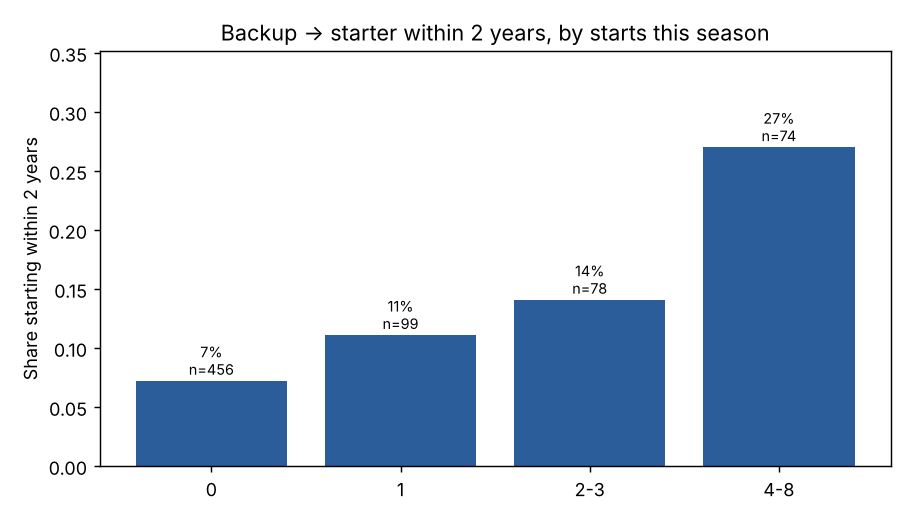 Backup → starter within 2 years, by starts this season
Share starting within 2 years
0.35
0.30
0.25
0.20
0.15
0.10
0.05
0.00
7%
n=456
11%
n=99
14%
n=78
27%
n=74
0
1
2-3
4-8